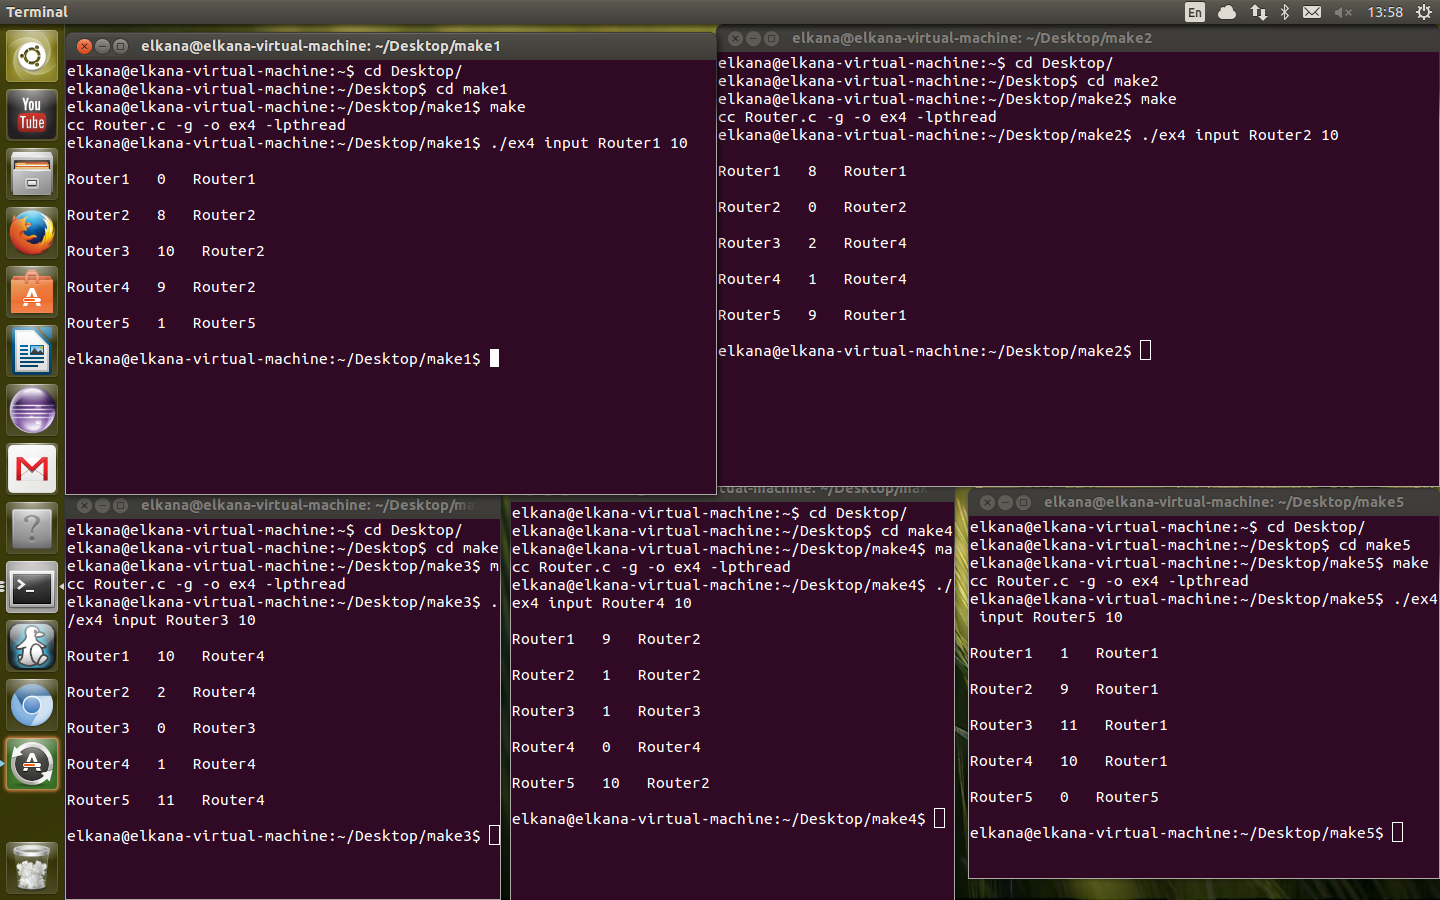 Terminal
En
13:58
You
Tube
elkana@elkana-virtual-machine: ~/Desktop/make1
elkana@elkana-virtual-machine:~$ cd Desktop/
elkana@elkana-virtual-machine:~/Desktop$ cd make1
elkana@elkana-virtual-machine:~/Desktop/make1$ make
cc Router.c -g -o ex4 -lpthread
elkana@elkana-virtual-machine:~/Desktop/make1$ ./ex4 input Router1 10
Router1   0   Router1
Router2   8   Router2
Router3   10   Router2
Router4   9   Router2
Router5   1   Router5
elkana@elkana-virtual-machine:~/Desktop/make1$
elkana@elkana-virtual-machine: ~/Desktop/make2
elkana@elkana-virtual-machine:~$ cd Desktop/
elkana@elkana-virtual-machine:~/Desktop$ cd make2
elkana@elkana-virtual-machine:~/Desktop/make2$ make
cc Router.c -g -o ex4 -lpthread
elkana@elkana-virtual-machine:~/Desktop/make2$ ./ex4 input Router2 10
Router1   8   Router1
Router2   0   Router2
Router3   2   Router4
Router4   1   Router4
Router5   9   Router1
elkana@elkana-virtual-machine:~/Desktop/make2$
elkana@elkana-virtual-machine: ~/Desktop/ma
elkana@elkana-virtual-machine:~$ cd Desktop/
elkana@elkana-virtual-machine:~/Desktop$ cd make
elkana@elkana-virtual-machine:~/Desktop/make3$ m
cc Router.c -g -o ex4 -lpthread
elkana@elkana-virtual-machine:~/Desktop/make3$ .
/ex4 input Router3 10
Router1   10   Router4
Router2   2   Router4
Router3   0   Router3
Router4   1   Router4
Router5   11   Router4
elkana@elkana-virtual-machine:~/Desktop/make3$
tual-machine: ~/Desktop/mak
elkana@elkana-virtual-machine:~$ cd Desktop/
elkana@elkana-virtual-machine:~/Desktop$ cd make4
elkana@elkana-virtual-machine:~/Desktop/make4$ ma
cc Router.c -g -o ex4 -lpthread
elkana@elkana-virtual-machine:~/Desktop/make4$ ./
ex4 input Router4 10
Router1   9   Router2
Router2   1   Router2
Router3   1   Router3
Router4   0   Router4
Router5   10   Router2
elkana@elkana-virtual-machine:~/Desktop/make4$
elkana@elkana-virtual-machine: ~/Desktop/make5
elkana@elkana-virtual-machine:~$ cd Desktop/
elkana@elkana-virtual-machine:~/Desktop$ cd make5
elkana@elkana-virtual-machine:~/Desktop/make5$ make
cc Router.c -g -o ex4 -lpthread
elkana@elkana-virtual-machine:~/Desktop/make5$ ./ex4
 input Router5 10
Router1   1   Router1
Router2   9   Router1
Router3   11   Router1
Router4   10   Router1
Router5   0   Router5
elkana@elkana-virtual-machine:~/Desktop/make5$